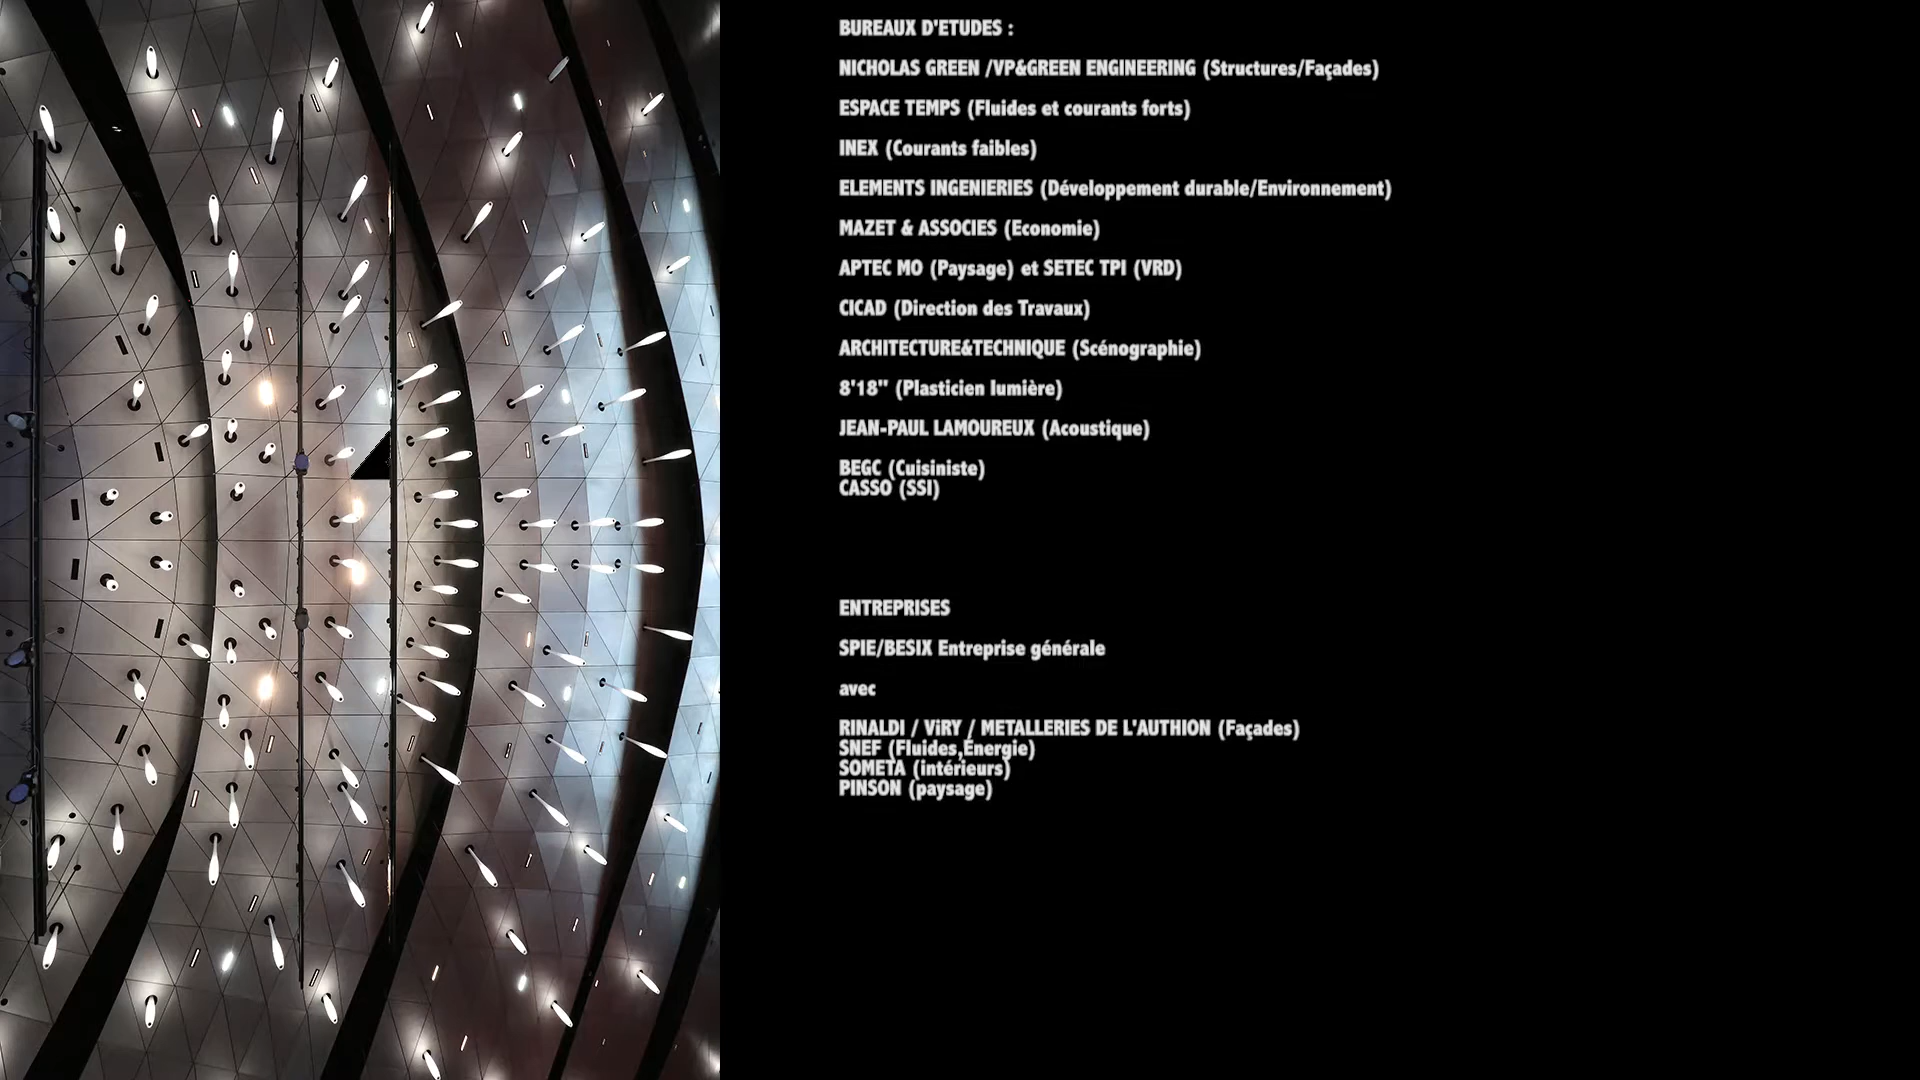 BUREAUX D'ETUDES :
NICHOLAS GREEN /VP&GREEN ENGINEERING (Structures/Façades)
ESPACE TEMPS (Fluides et courants forts)
INEX (Courants faibles)
ELEMENTS INGENIERIES (Développement durable/Environnement)
MAZET & ASSOCIES (Economie)
APTEC MO (Paysage) et SETEC TPI (VRD)
CICAD (Direction des Travaux)
ARCHITECTURE&TECHNIQUE (Scénographie)
8'18" (Plasticien lumière)
JEAN-PAUL LAMOUREUX (Acoustique)
BEGC (Cuisiniste)
CASSO (SSI)
ENTREPRISES
SPIE/BESIX Entreprise générale
avec
RINALDI / ViRY / METALLERIES DE L'AUTHION (Façades)
SNEF (Fluides,Énergie)
SOMETA (intérieurs)
PINSON (paysage)